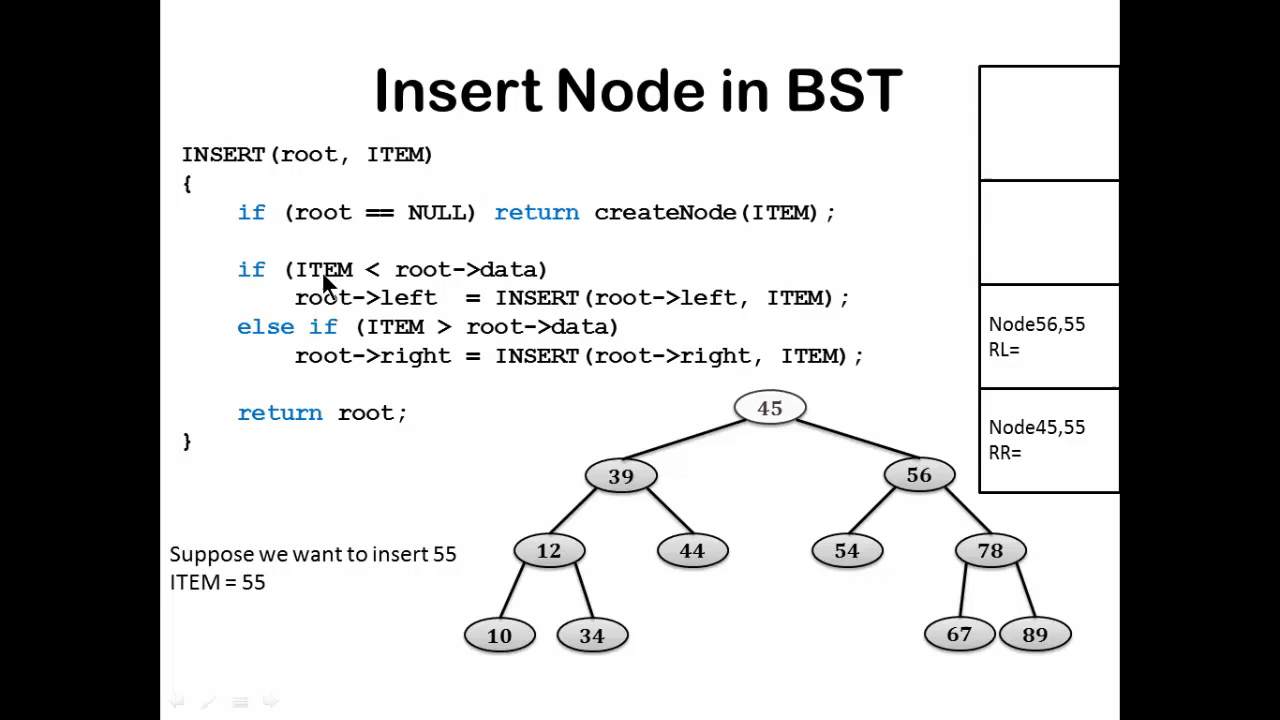 Insert Node in BST
INSERT(root, ITEM)
{
if (root == NULL) return createNode(ITEM);
if (ITEM < root->data)
root->left = INSERT(root->left, ITEM);
else if (ITEM > root->data)
root->right = INSERT(root->right, ITEM);
return root;
}
Node56,55
RL=
Node45,55
RR=
45
39 56
12 44 54 78
10 34 67 89
Suppose we want to insert 55
ITEM = 55